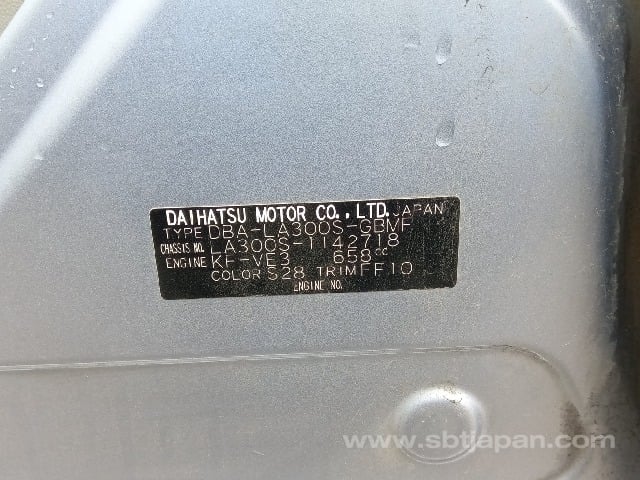 DAIHATSU MOTOR CO.,LTD. JAPAN
TYPE DBA-LA300S-GBMF
CHASSIS NO. LA300S-1142718
ENGINE KF-VE3 658cc
COLOR S28 TRIM FF10
ENGINE NO.
www.sbtjapan.com